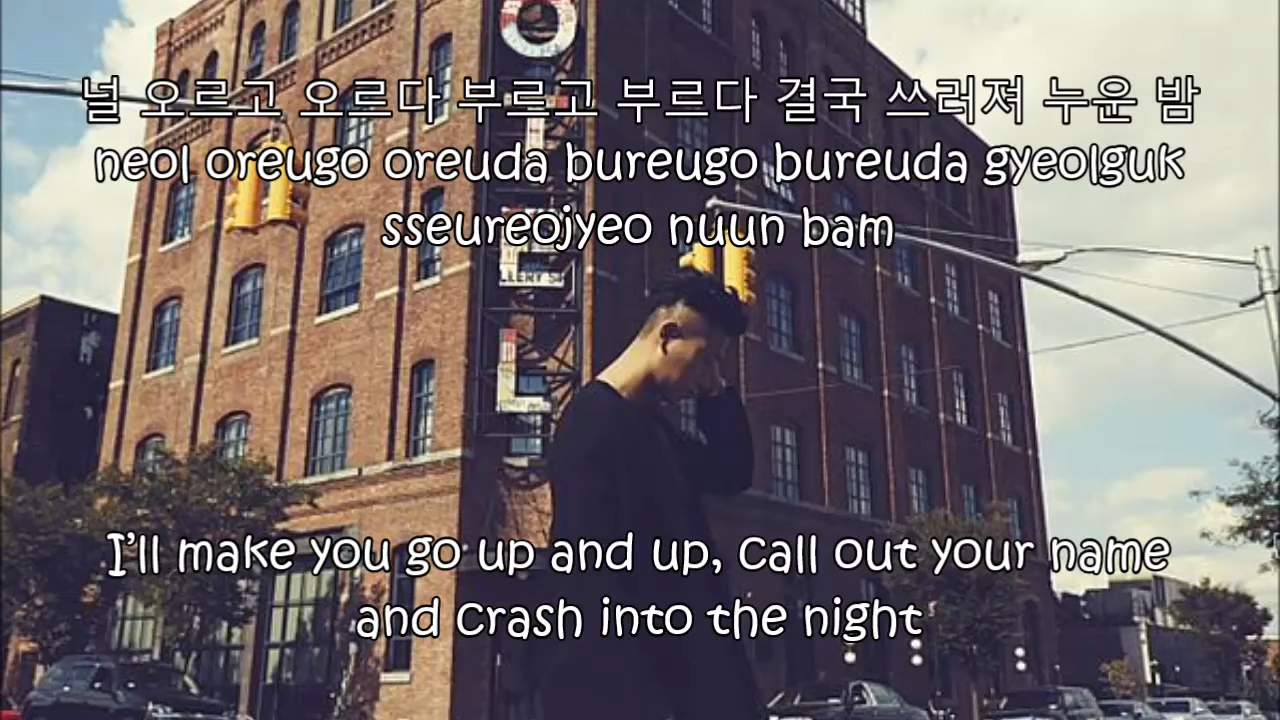 널 오르고 오르다 부르고 부르다 결국 쓰러져 누운 밤
neol oreugo oreuda bureugo bureuda gyeolguk
sseureojyeo nuun bam
LLERY S
I'll make you go up and up, call out your name
and crash into the night